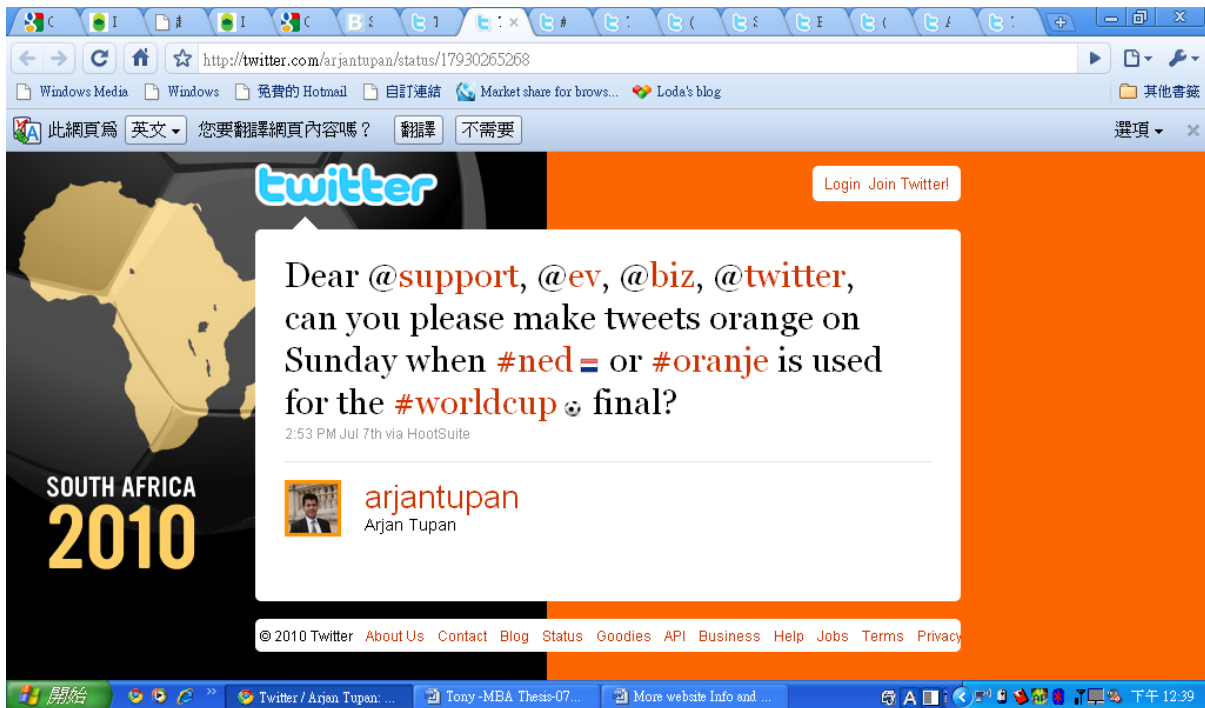 http://twitter.com/arjantupan/status/17930265268
Windows Media Windows 免費的 Hotmail 自訂連結 Market share for brows... Loda's blog 其他書籤
此網頁為 英文 您要翻譯網頁內容嗎？ 翻譯 不需要 選項
twitter
Login Join Twitter!
Dear @support, @ev, @biz, @twitter,
can you please make tweets orange on
Sunday when #ned or #oranje is used
for the #worldcup final?
2:53 PM Jul 7th via HootSuite
arjantupan
Arjan Tupan
SOUTH AFRICA
2010
© 2010 Twitter About Us Contact Blog Status Goodies API Business Help Jobs Terms Privacy
開始 Twitter / Arjan Tupan: ... Tony -MBA Thesis-07... More website Info and ... A 下午 12:39